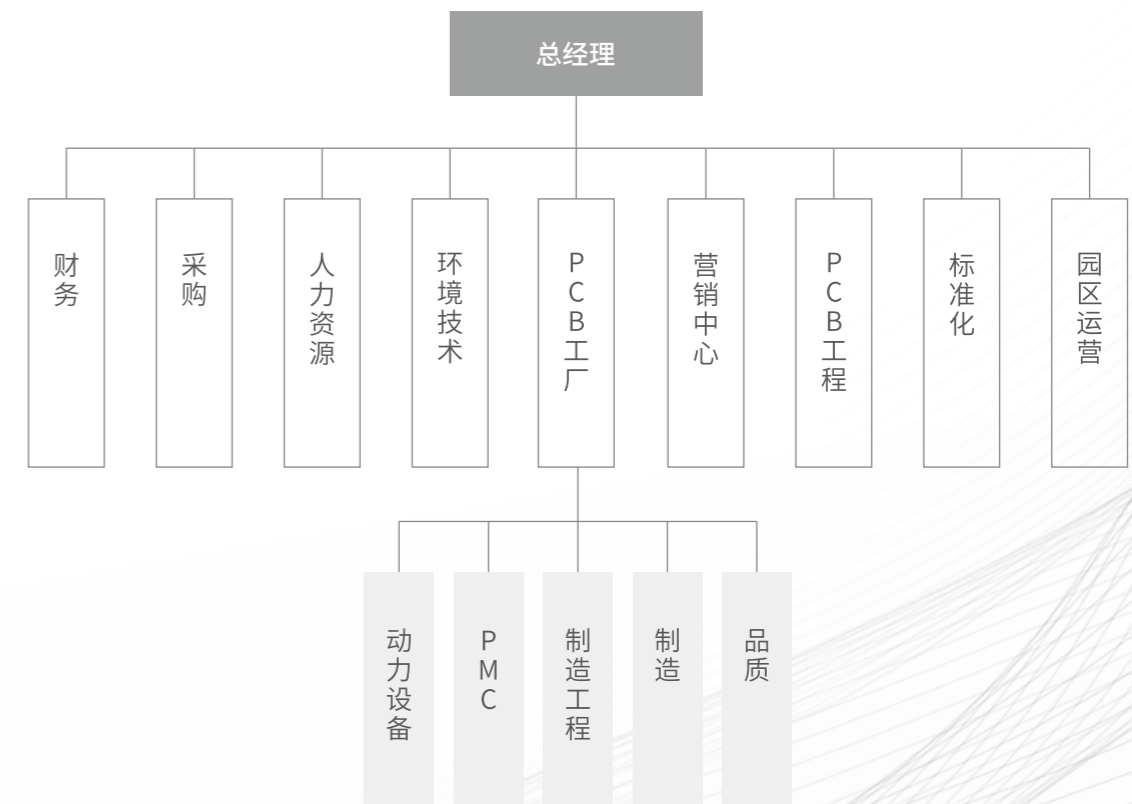 总经理
财务
采购
人力资源
环境技术
PCB工厂
营销中心
PCB工程
标准化
园区运营
动力设备
PMC
制造工程
制造
品质